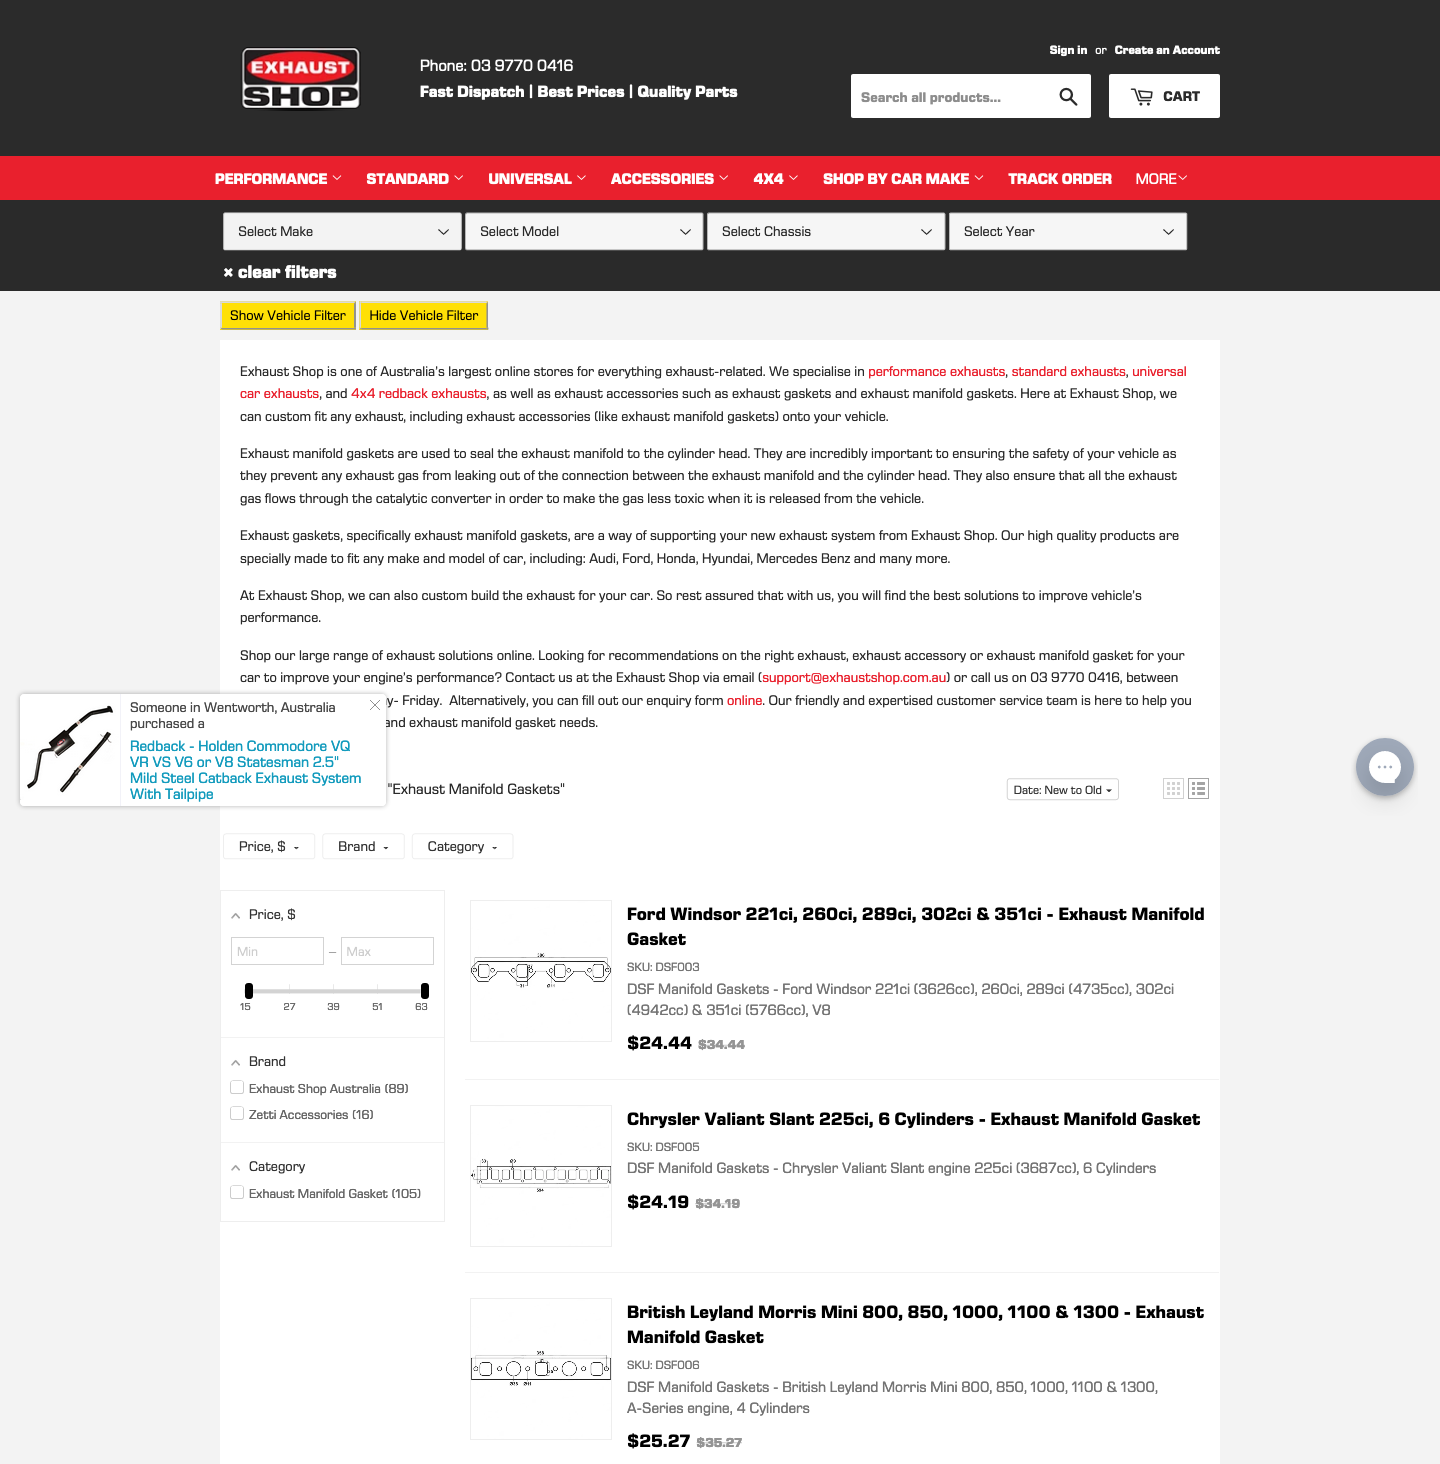 EXHAUST
SHOP
Phone: 03 9770 0416
Fast Dispatch | Best Prices | Quality Parts
Sign in or Create an Account
Search all products...
CART
PERFORMANCE STANDARD UNIVERSAL ACCESSORIES 4X4 SHOP BY CAR MAKE TRACK ORDER MORE
Select Make Select Model Select Chassis Select Year
× clear filters
Show Vehicle Filter Hide Vehicle Filter
Exhaust Shop is one of Australia's largest online stores for everything exhaust-related. We specialise in performance exhausts, standard exhausts, universal
car exhausts, and 4x4 redback exhausts, as well as exhaust accessories such as exhaust gaskets and exhaust manifold gaskets. Here at Exhaust Shop, we
can custom fit any exhaust, including exhaust accessories (like exhaust manifold gaskets) onto your vehicle.
Exhaust manifold gaskets are used to seal the exhaust manifold to the cylinder head. They are incredibly important to ensuring the safety of your vehicle as
they prevent any exhaust gas from leaking out of the connection between the exhaust manifold and the cylinder head. They also ensure that all the exhaust
gas flows through the catalytic converter in order to make the gas less toxic when it is released from the vehicle.
Exhaust gaskets, specifically exhaust manifold gaskets, are a way of supporting your new exhaust system from Exhaust Shop. Our high quality products are
specially made to fit any make and model of car, including: Audi, Ford, Honda, Hyundai, Mercedes Benz and many more.
At Exhaust Shop, we can also custom build the exhaust for your car. So rest assured that with us, you will find the best solutions to improve vehicle's
performance.
Shop our large range of exhaust solutions online. Looking for recommendations on the right exhaust, exhaust accessory or exhaust manifold gasket for your
car to improve your engine's performance? Contact us at the Exhaust Shop via email (support@exhaustshop.com.au) or call us on 03 9770 0416, between
y- Friday. Alternatively, you can fill out our enquiry form online. Our friendly and expertised customer service team is here to help you
and exhaust manifold gasket needs.
Someone in Wentworth, Australia
purchased a
Redback - Holden Commodore VQ
VR VS V6 or V8 Statesman 2.5"
Mild Steel Catback Exhaust System
With Tailpipe
"Exhaust Manifold Gaskets"
Date: New to Old
Price, $ Brand Category
Price, $
Min – Max
15 27 39 51 63
Brand
Exhaust Shop Australia (89)
Zetti Accessories (16)
Category
Exhaust Manifold Gasket (105)
Ford Windsor 221ci, 260ci, 289ci, 302ci & 351ci - Exhaust Manifold
Gasket
SKU: DSF003
DSF Manifold Gaskets - Ford Windsor 221ci (3626cc), 260ci, 289ci (4735cc), 302ci
(4942cc) & 351ci (5766cc), V8
$24.44 $34.44
Chrysler Valiant Slant 225ci, 6 Cylinders - Exhaust Manifold Gasket
SKU: DSF005
DSF Manifold Gaskets - Chrysler Valiant Slant engine 225ci (3687cc), 6 Cylinders
$24.19 $34.19
British Leyland Morris Mini 800, 850, 1000, 1100 & 1300 - Exhaust
Manifold Gasket
SKU: DSF006
DSF Manifold Gaskets - British Leyland Morris Mini 800, 850, 1000, 1100 & 1300,
A-Series engine, 4 Cylinders
$25.27 $35.27